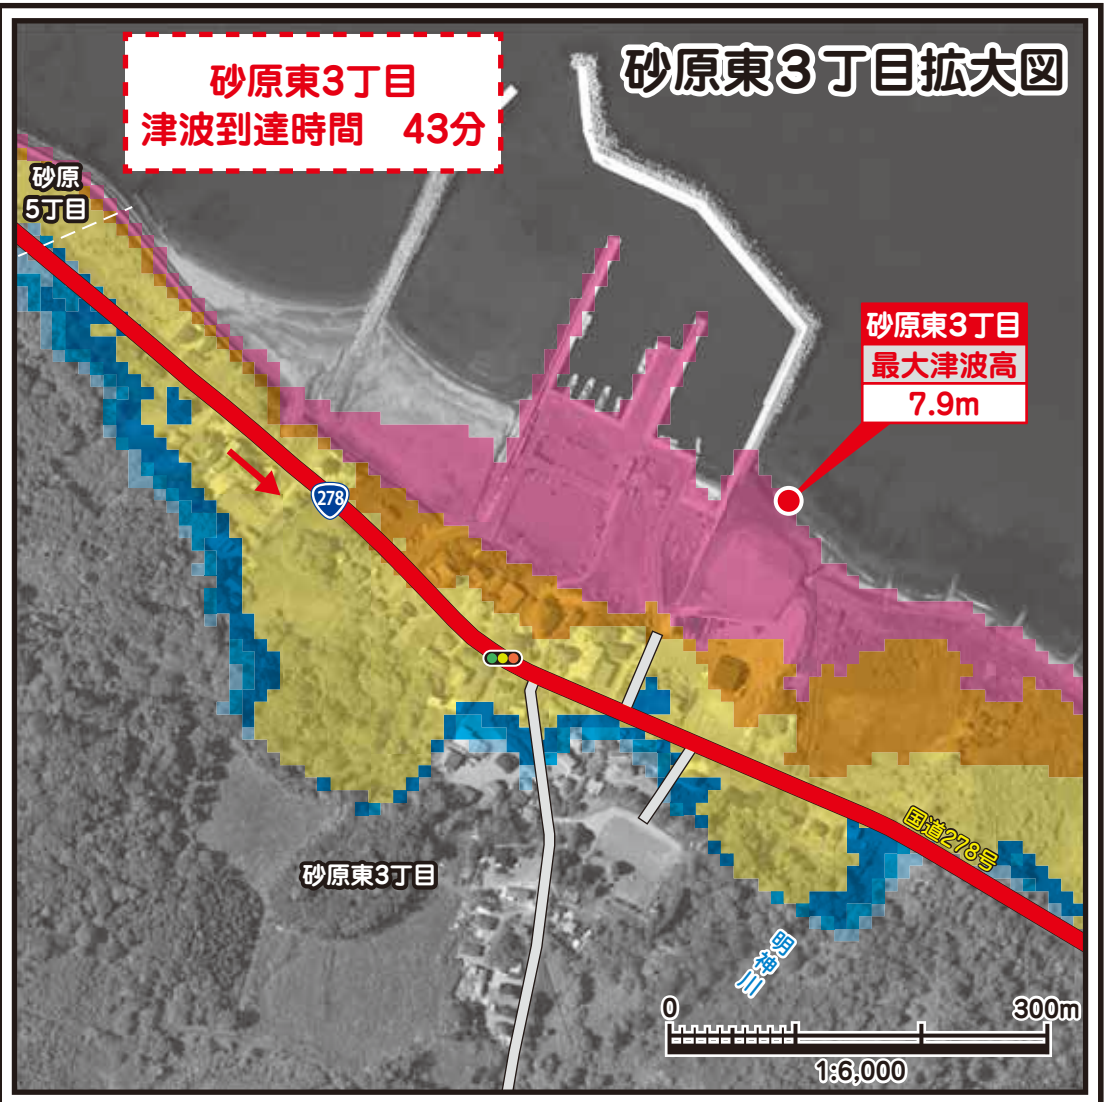 砂原東3丁目
津波到達時間　43分
砂原東３丁目拡大図
砂原
5丁目
砂原東3丁目
最大津波高
7.9m
278
国道278号
砂原東3丁目
明神川
0 300m
1:6,000